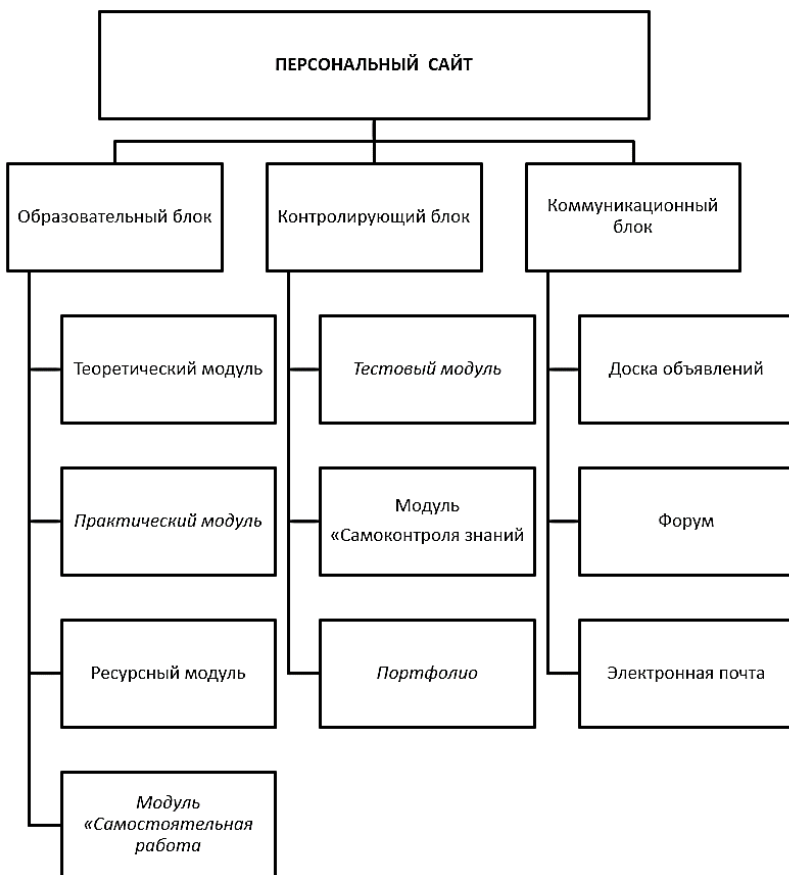 ПЕРСОНАЛЬНЫЙ САЙТ
Образовательный блок
Контролирующий блок
Коммуникационный
блок
Теоретический модуль
Тестовый модуль
Доска объявлений
Практический модуль
Модуль
«Самоконтроля знаний
Форум
Ресурсный модуль
Портфолио
Электронная почта
Модуль
«Самостоятельная
работа